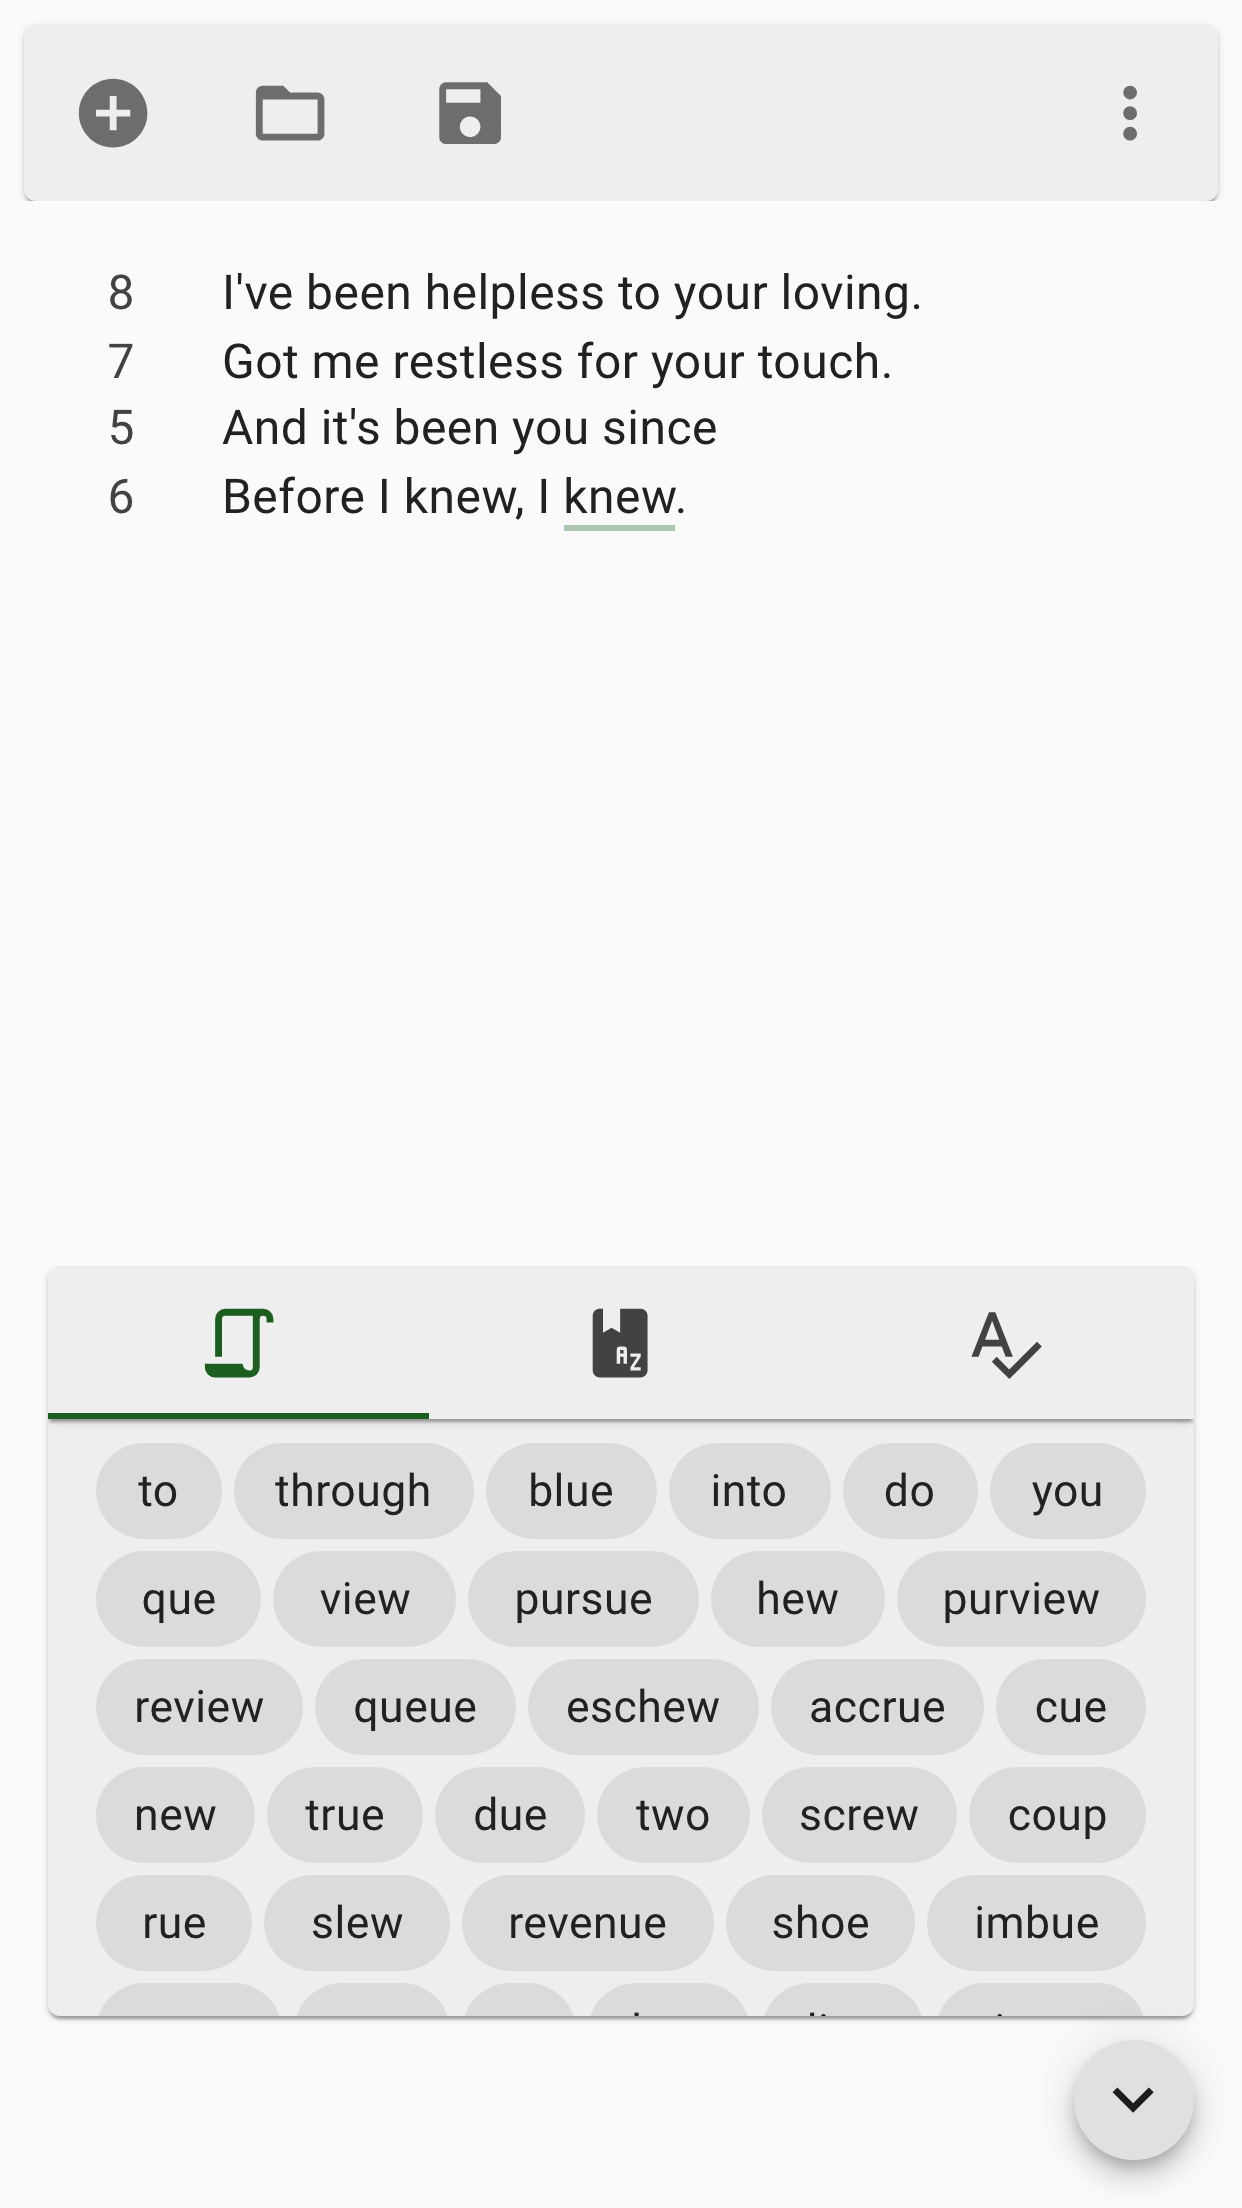 8 I've been helpless to your loving.
7 Got me restless for your touch.
5 And it's been you since
6 Before I knew, I knew.
AZ
to through blue into do you
que view pursue hew purview
review queue eschew accrue cue
new true due two screw coup
rue slew revenue shoe imbue